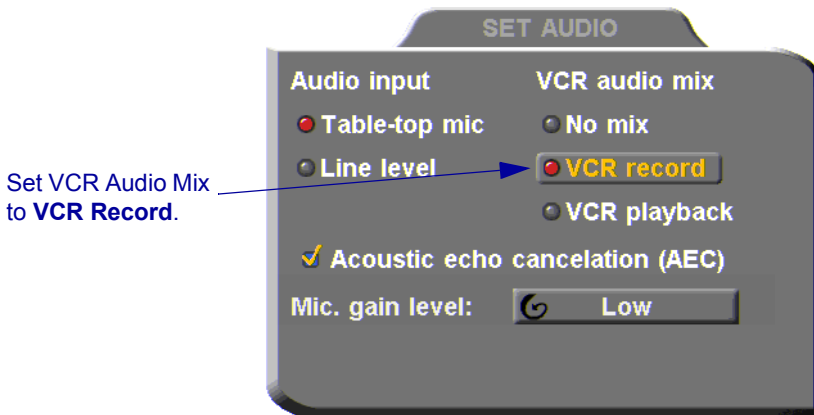 SET AUDIO
Audio input
VCR audio mix
Table-top mic
No mix
Line level
VCR record
VCR playback
Set VCR Audio Mix
to VCR Record.
Acoustic echo cancelation (AEC)
Mic. gain level:
Low